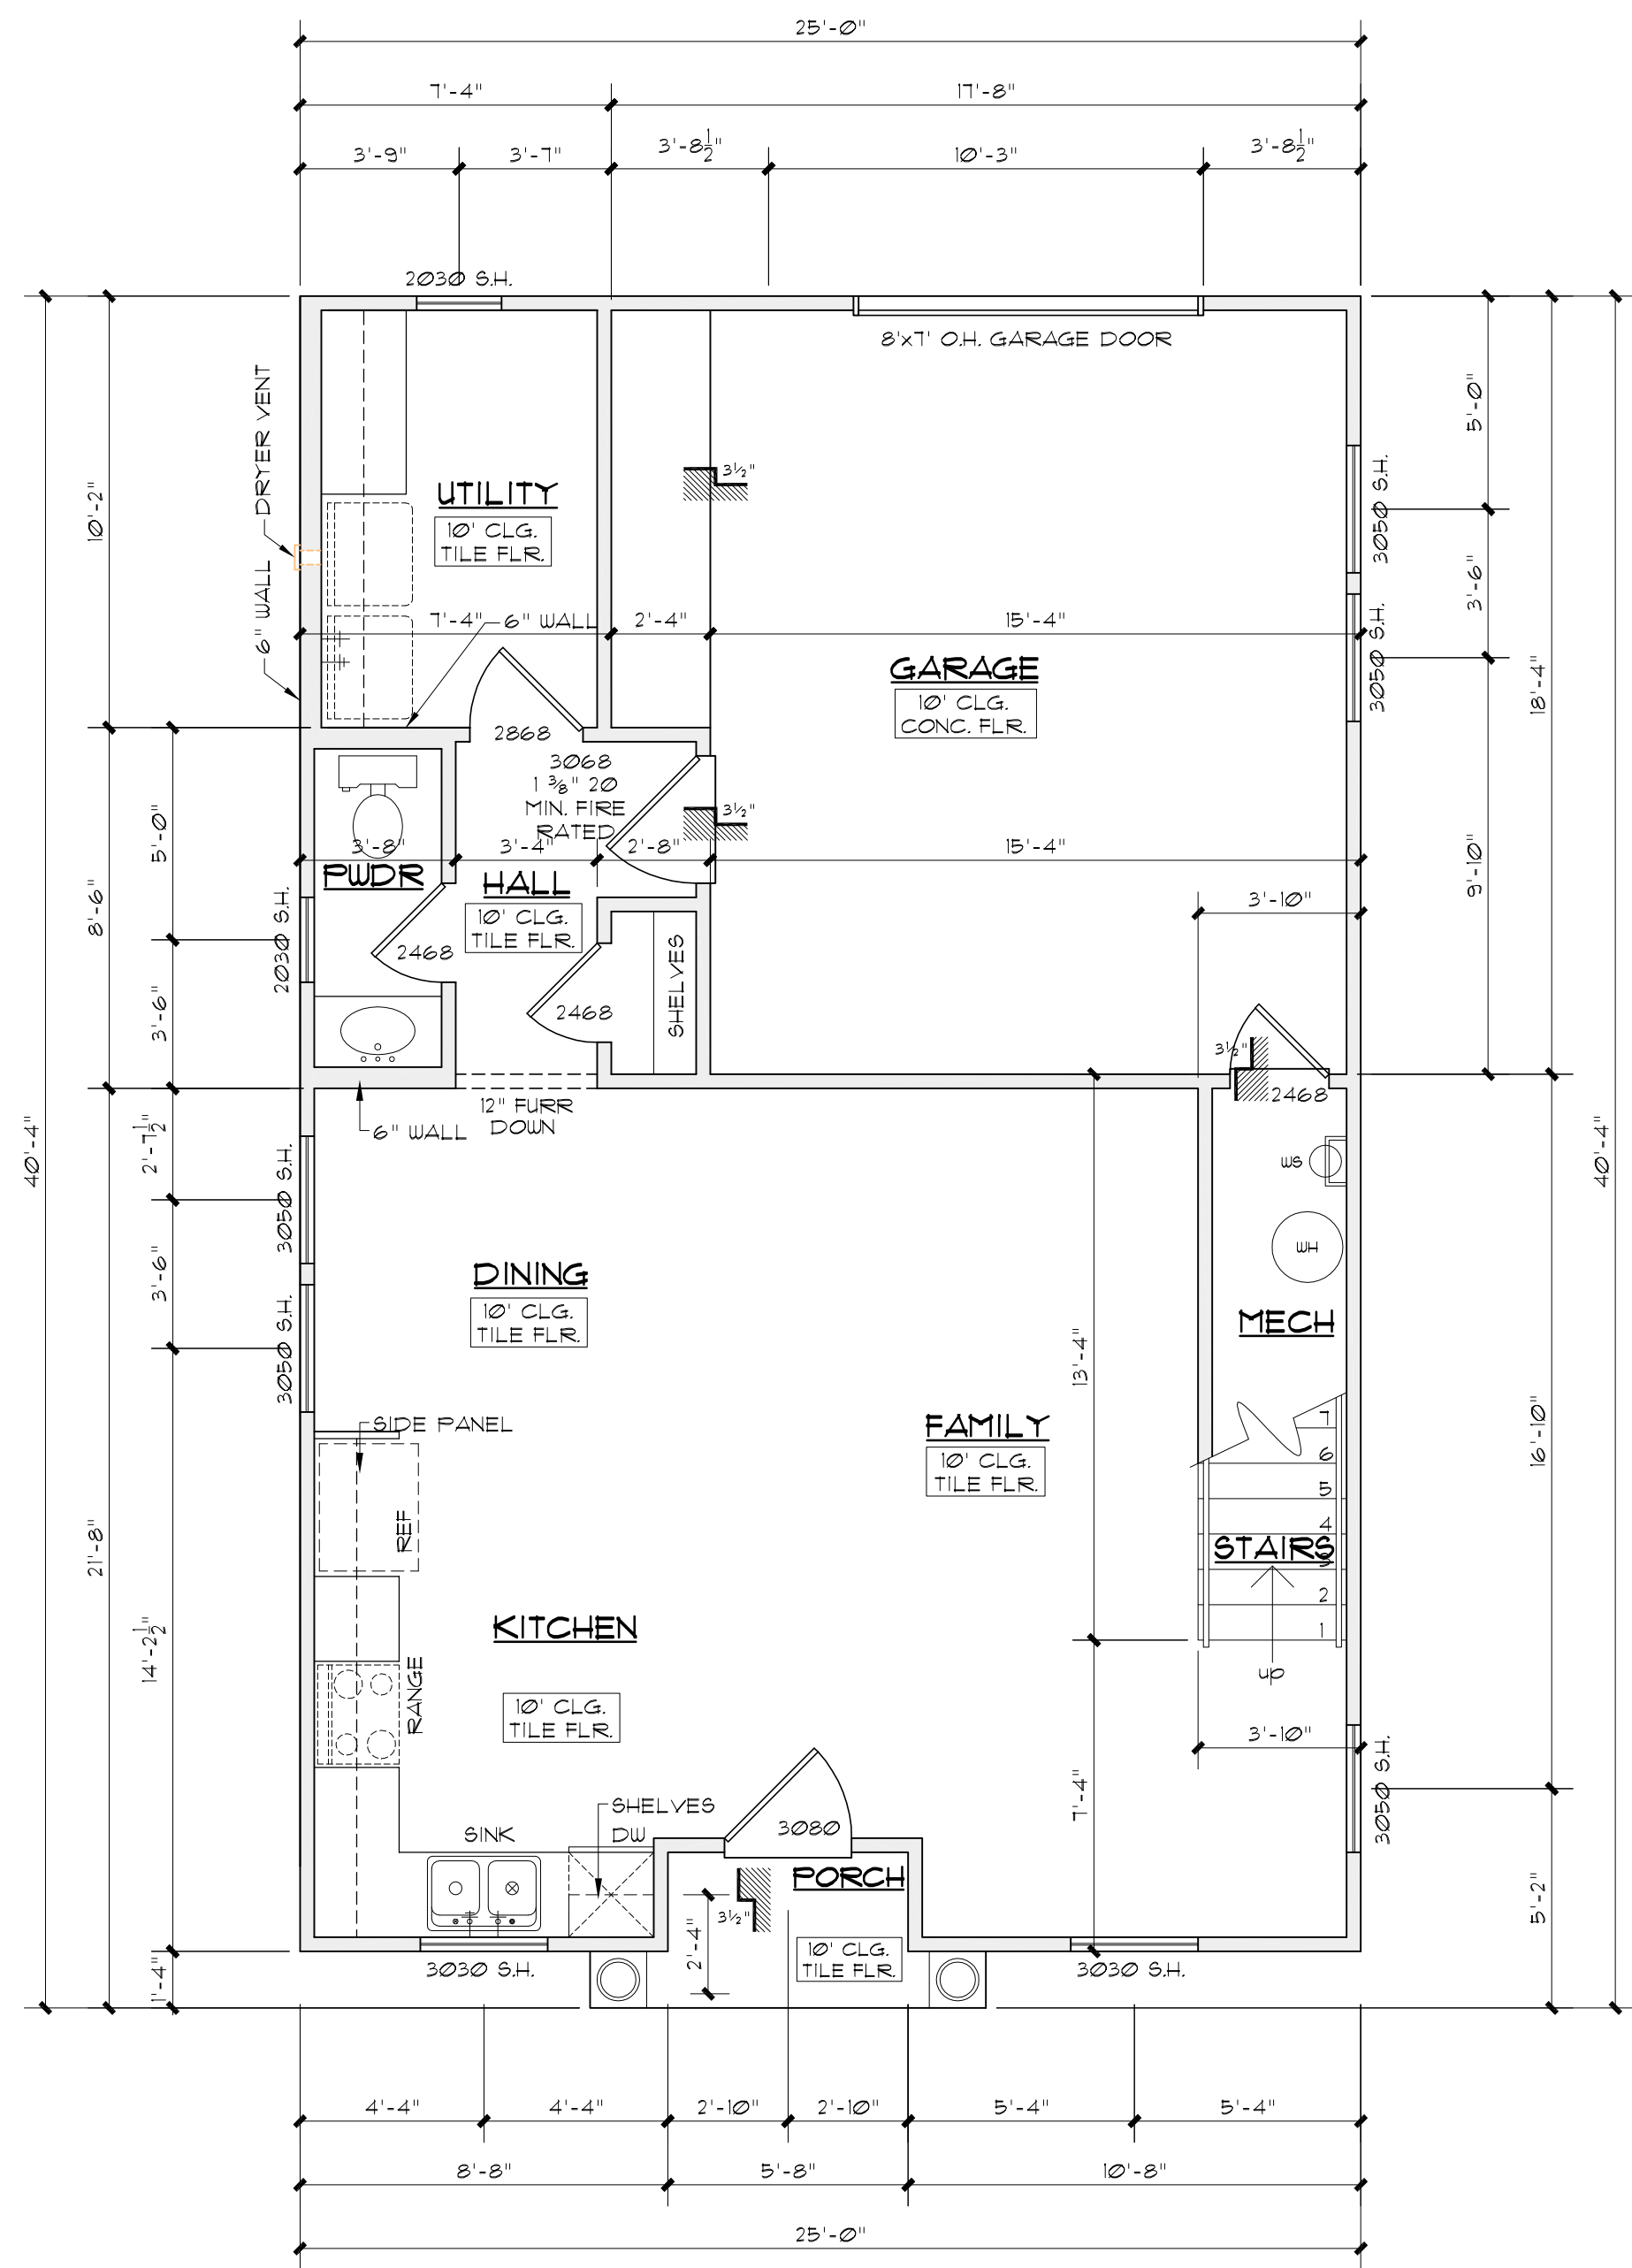 25'-0"
7'-4"
17'-8"
3'-9"
3'-7"
3'-8½"
10'-3"
3'-8½"
2030 S.H.
8'x7' O.H. GARAGE DOOR
DRYER VENT
6" WALL
UTILITY
10' CLG.
TILE FLR.
3½"
3050 S.H.
3050 S.H.
5'-0"
3'-6"
9'-10"
18'-4"
40'-4"
10'-2"
7'-4"
6" WALL
2'-4"
15'-4"
GARAGE
10' CLG.
CONC. FLR.
2868
3068
1 ⅜" 20
MIN. FIRE
RATED
3½"
3'-8"
3'-4"
2'-8"
15'-4"
PWDR
HALL
10' CLG.
TILE FLR.
3'-10"
2030 S.H.
5'-0"
8'-6"
3'-6"
2468
2468
SHELVES
3½"
2468
12" FURR
DOWN
6" WALL
40'-4"
2'-7½"
3050 S.H.
3'-6"
3050 S.H.
WS
WH
MECH
DINING
10' CLG.
TILE FLR.
13'-4"
SIDE PANEL
FAMILY
10' CLG.
TILE FLR.
16'-10"
7
6
5
4
STAIRS
3
2
1
up
REF
21'-8"
14'-2½"
KITCHEN
RANGE
10' CLG.
TILE FLR.
3'-10"
7'-4"
3050 S.H.
SHELVES
SINK
DW
3080
PORCH
3½"
2'-4"
10' CLG.
TILE FLR.
5'-2"
1'-4"
3030 S.H.
3030 S.H.
4'-4"
4'-4"
2'-10"
2'-10"
5'-4"
5'-4"
8'-8"
5'-8"
10'-8"
25'-0"